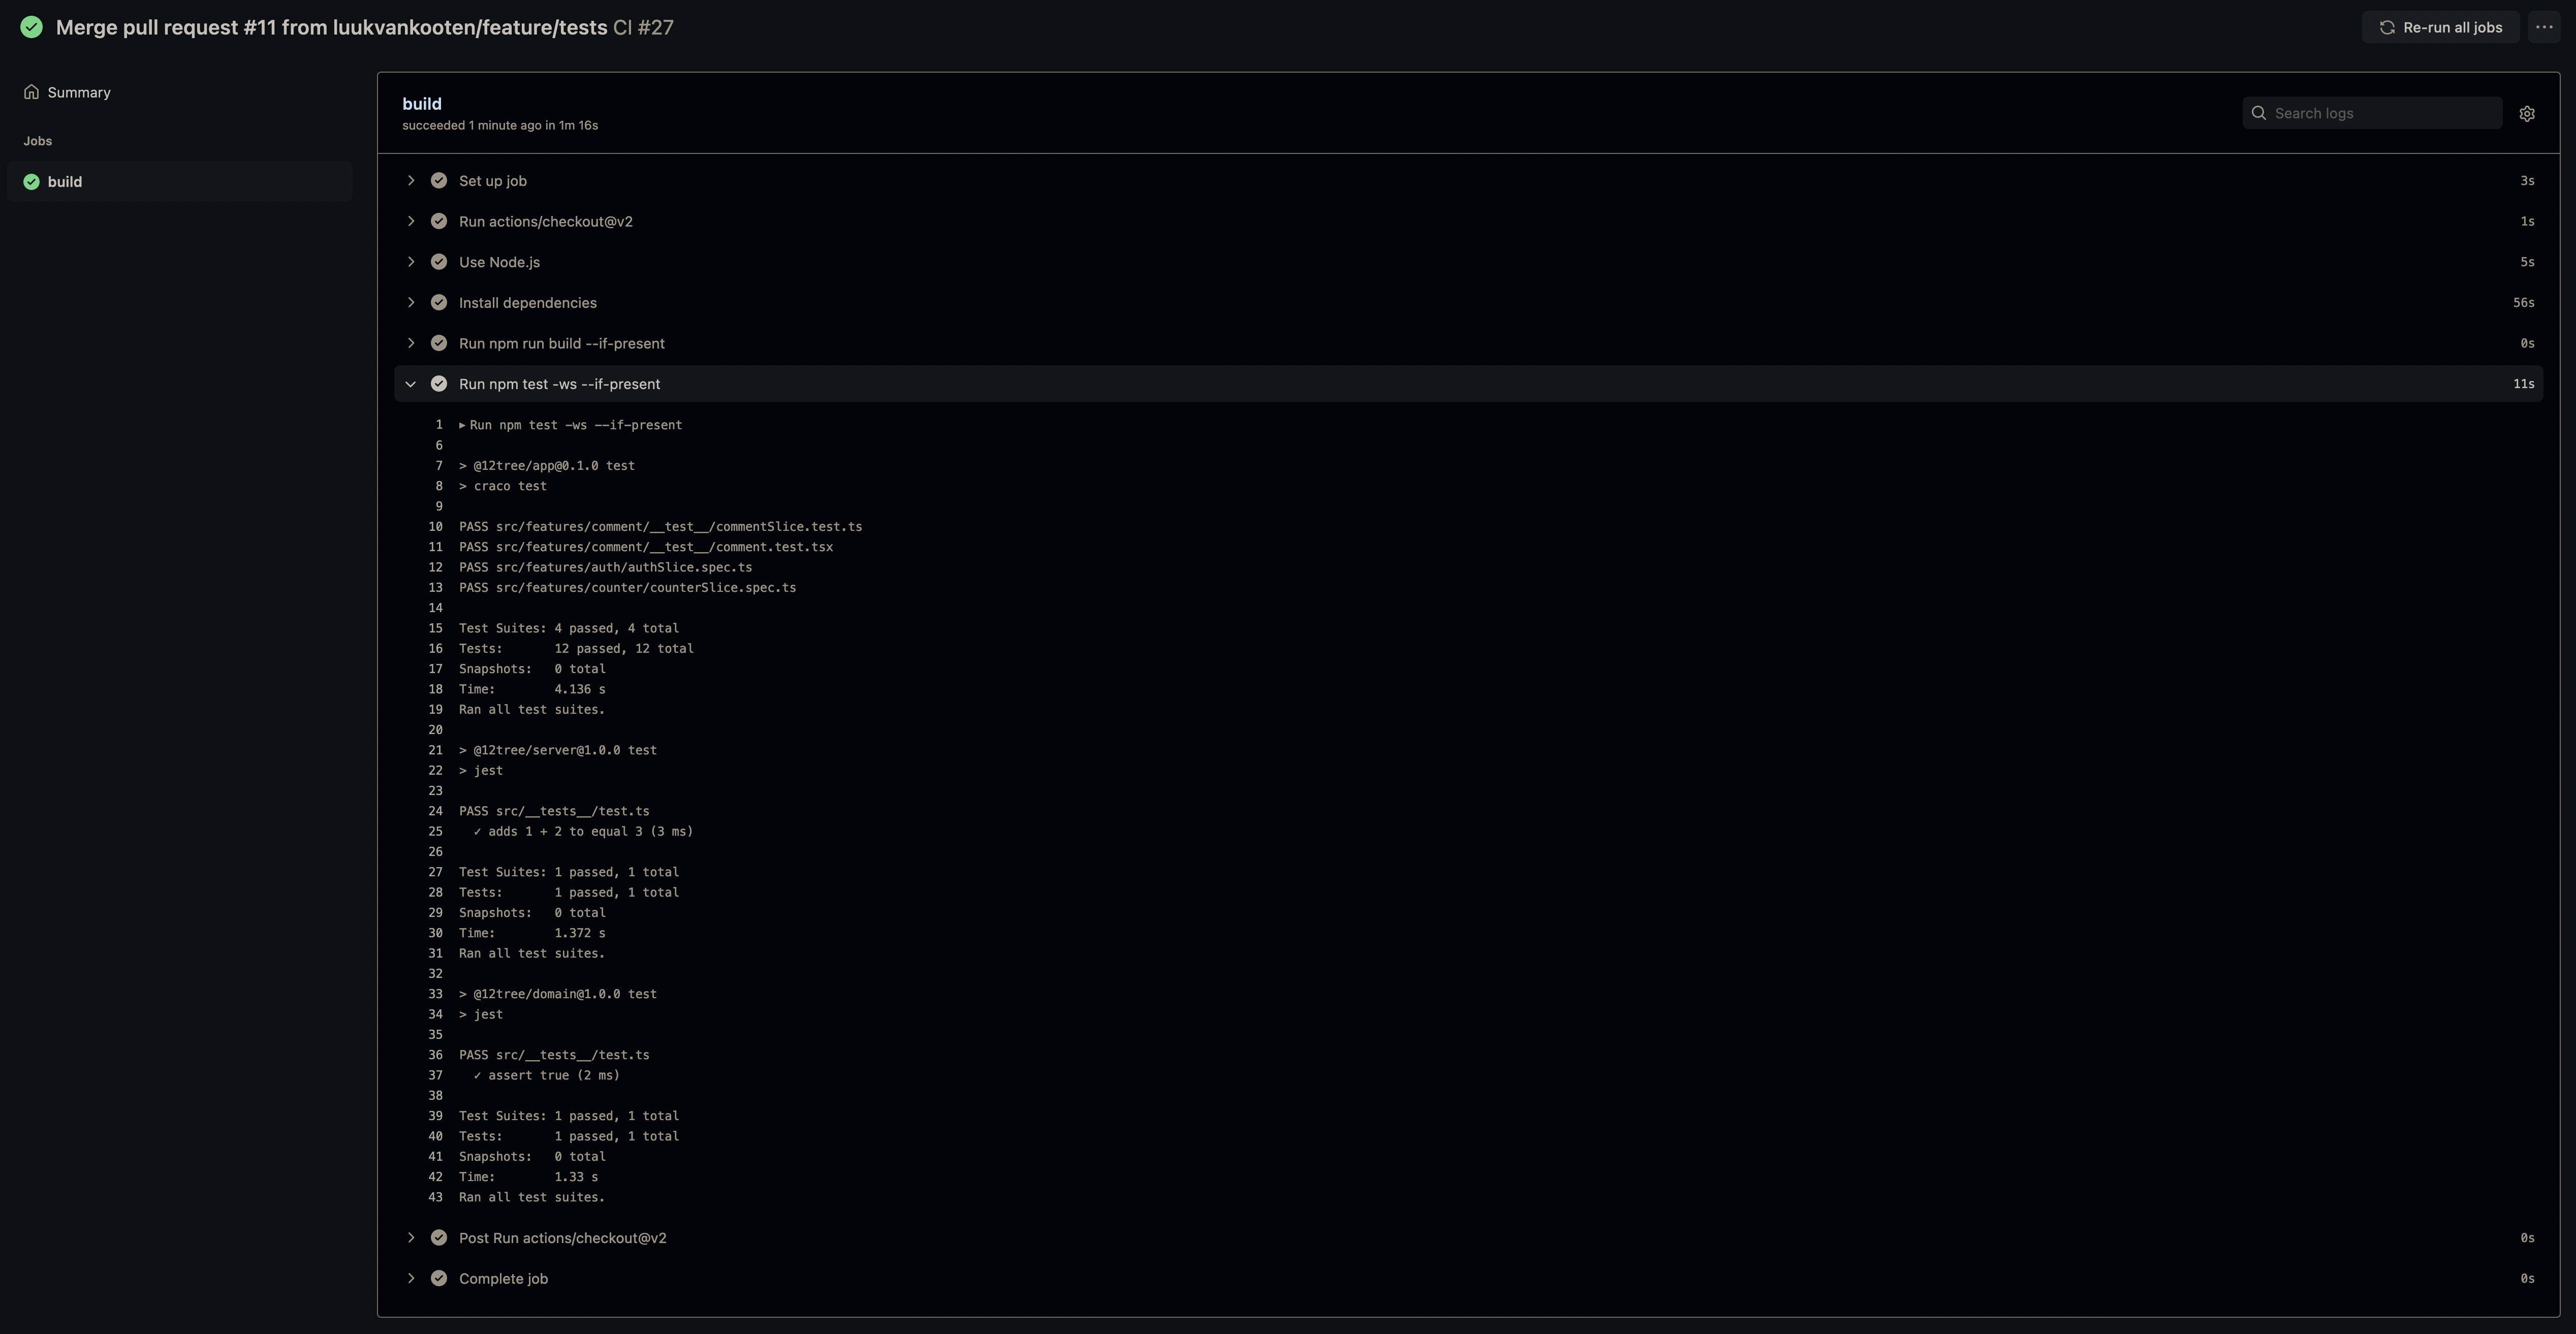 Merge pull request #11 from luukvankooten/feature/tests CI #27
Re-run all jobs
Summary
Jobs
build
build
succeeded 1 minute ago in 1m 16s
Search logs
Set up job 3s
Run actions/checkout@v2 1s
Use Node.js 5s
Install dependencies 56s
Run npm run build --if-present 0s
Run npm test -ws --if-present 11s
1 Run npm test -ws --if-present
6
7 > @12tree/app@0.1.0 test
8 > craco test
9
10 PASS src/features/comment/__test__/commentSlice.test.ts
11 PASS src/features/comment/__test__/comment.test.tsx
12 PASS src/features/auth/authSlice.spec.ts
13 PASS src/features/counter/counterSlice.spec.ts
14
15 Test Suites: 4 passed, 4 total
16 Tests: 12 passed, 12 total
17 Snapshots: 0 total
18 Time: 4.136 s
19 Ran all test suites.
20
21 > @12tree/server@1.0.0 test
22 > jest
23
24 PASS src/__tests__/test.ts
25 ✓ adds 1 + 2 to equal 3 (3 ms)
26
27 Test Suites: 1 passed, 1 total
28 Tests: 1 passed, 1 total
29 Snapshots: 0 total
30 Time: 1.372 s
31 Ran all test suites.
32
33 > @12tree/domain@1.0.0 test
34 > jest
35
36 PASS src/__tests__/test.ts
37 ✓ assert true (2 ms)
38
39 Test Suites: 1 passed, 1 total
40 Tests: 1 passed, 1 total
41 Snapshots: 0 total
42 Time: 1.33 s
43 Ran all test suites.
Post Run actions/checkout@v2 0s
Complete job 0s